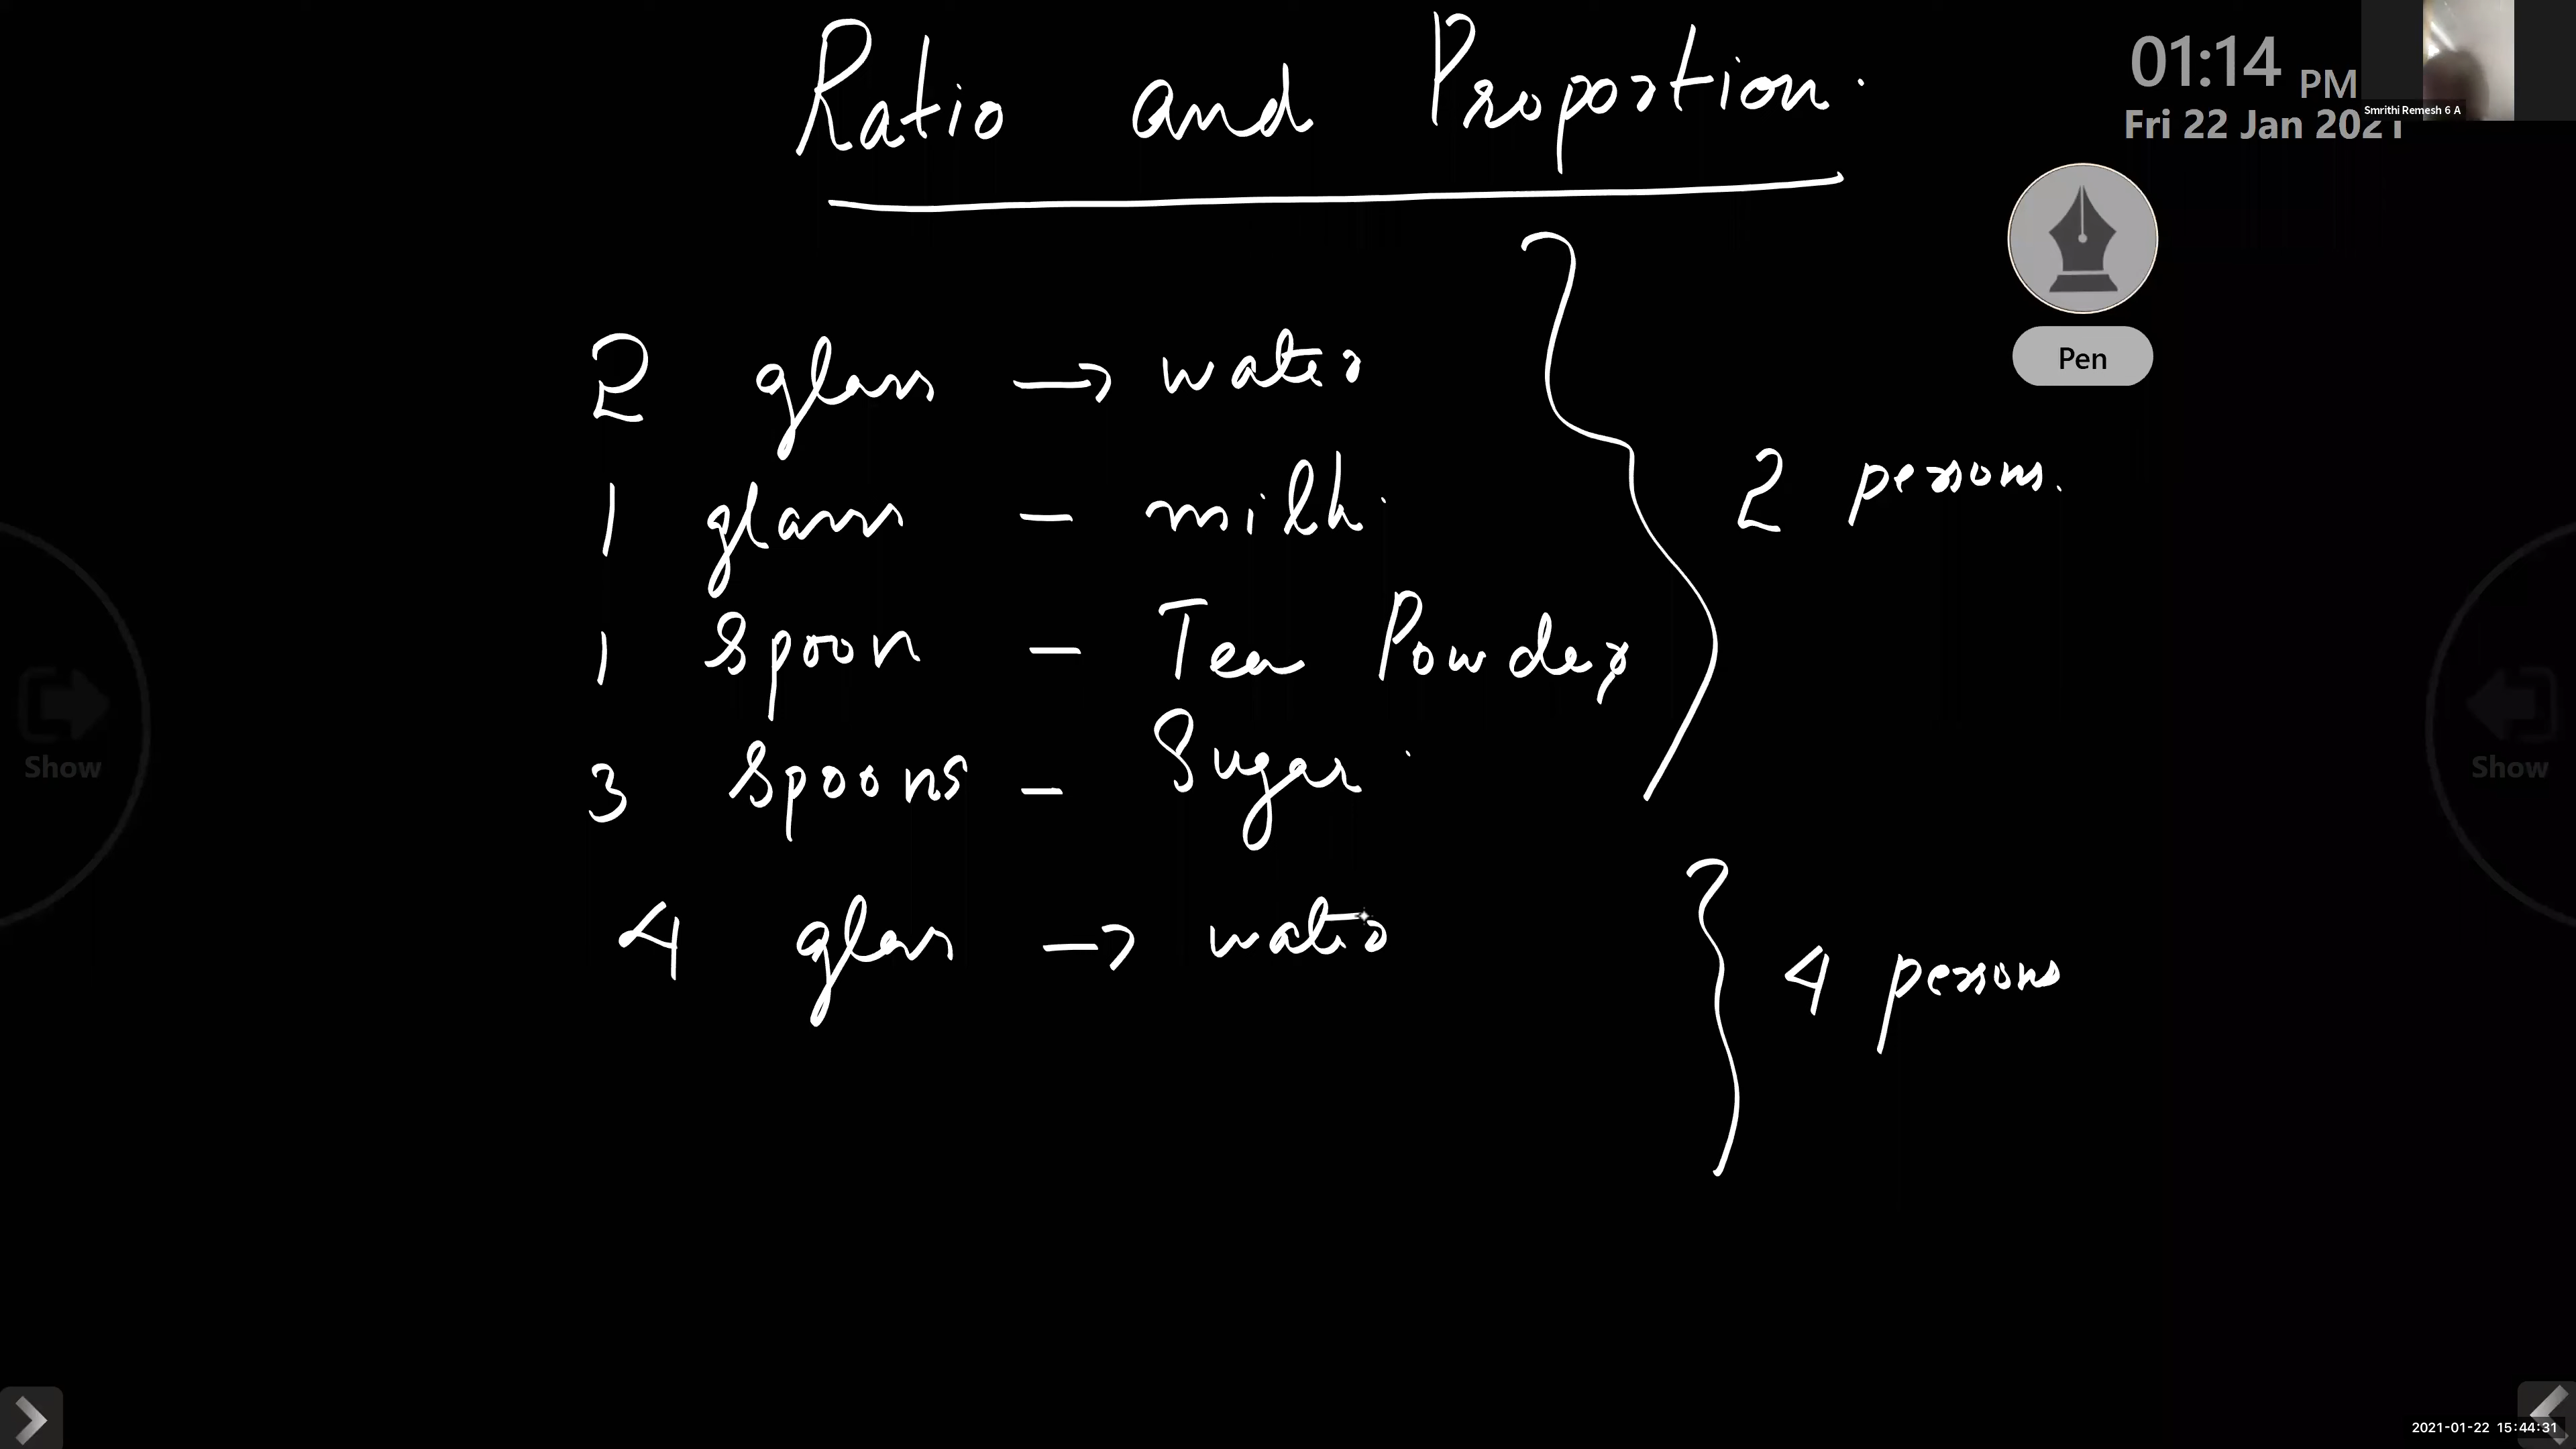 Ratio and Proportion.
01:14 PM
Fri 22 Jan 2021
Smrithi Remesh 6 A
Pen
2 glass → water
1 glass - milk.
2 persons.
1 spoon - Tea Powder
3 spoons - Sugar.
4 glass → water
4 persons
Show
Show
2021-01-22 15:44:31